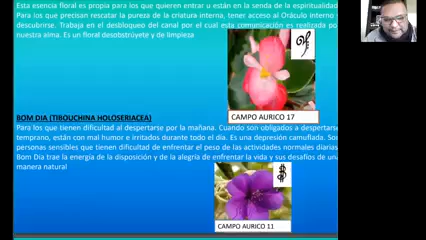 Esta esencia floral es propia para los que quieren entrar u están en la senda de la espiritualidad
Para los que precisan rescatar la pureza de la criatura interna, tener acceso al Oráculo Interno
descubrirse. Trabaja en el desbloqueo del canal por el cual esta comunicación es realizada po
nuestra alma. Es un floral desobstrúyete y de limpieza
CAMPO AURICO 17
BOM DIA (TIBOUCHINA HOLOSERIACEA)
Para los que tienen dificultad al despertarse por la mañana. Cuando son obligados a despertarse
temprano, están con mal humor e irritados durante todo el día. Es una depresión camuflada. Son
personas sensibles que tienen dificultad de enfrentar el peso de las actividades normales diarias
Bom Dia trae la energía de la disposición y de la alegría de enfrentar la vida y sus desafíos de una
manera natural
CAMPO AURICO 11